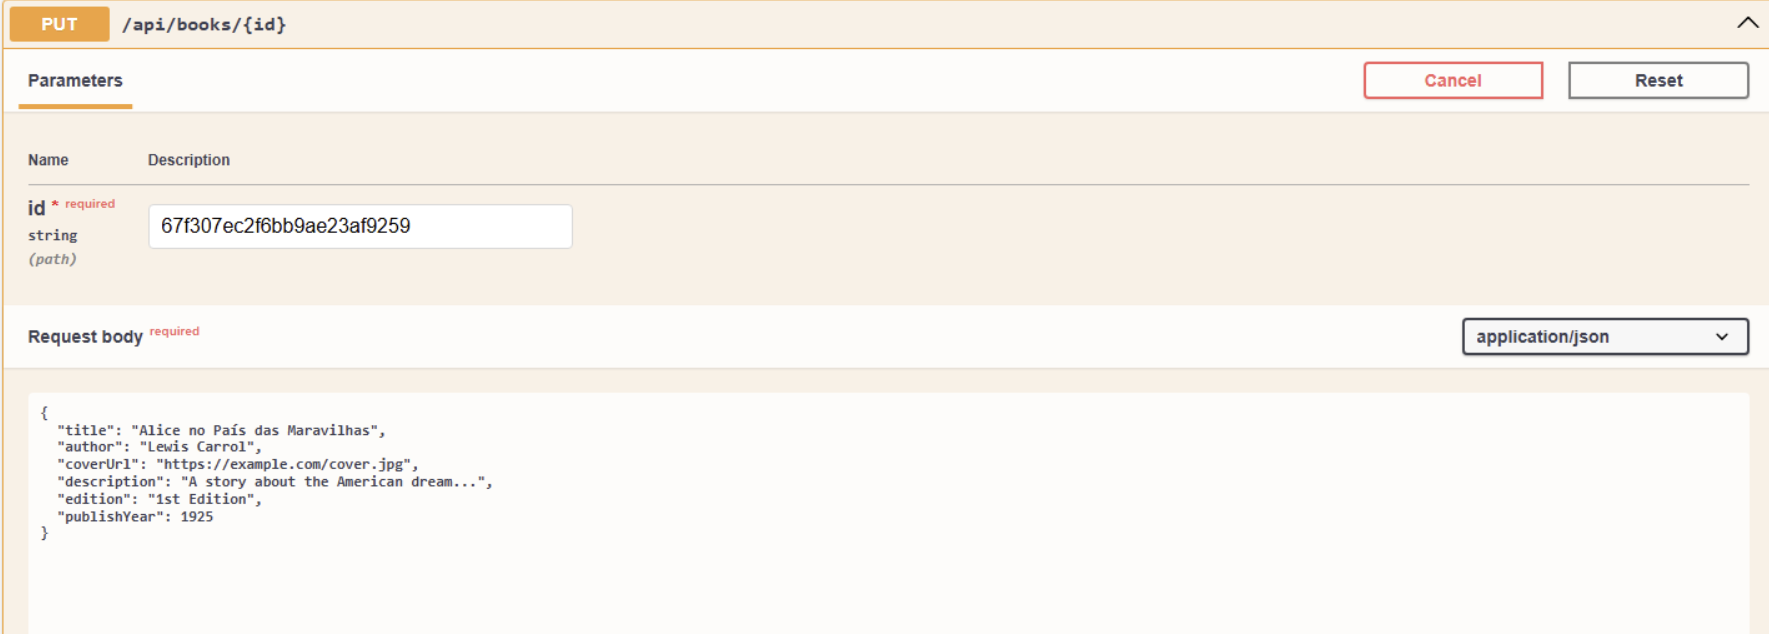 PUT /api/books/{id}
Parameters Cancel Reset
Name Description
id * required
67f307ec2f6bb9ae23af9259
string
(path)
Request body required application/json
{
  "title": "Alice no País das Maravilhas",
  "author": "Lewis Carrol",
  "coverUrl": "https://example.com/cover.jpg",
  "description": "A story about the American dream...",
  "edition": "1st Edition",
  "publishYear": 1925
}